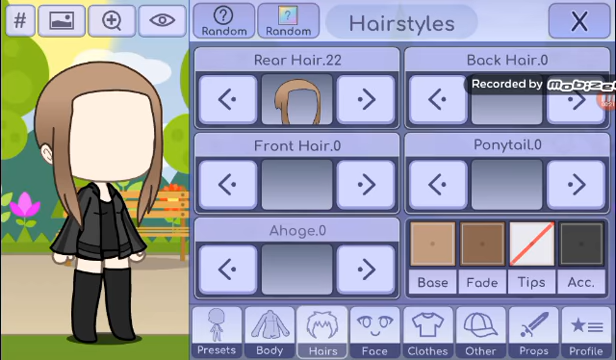 #
Random
Random
Hairstyles
X
Rear Hair.22
Back Hair.0
Recorded by
Front Hair.0
Ponytail.0
Ahoge.0
Base
Fade
Tips
Acc.
Presets
Body
Hairs
Face
Clothes
Other
Props
Profile